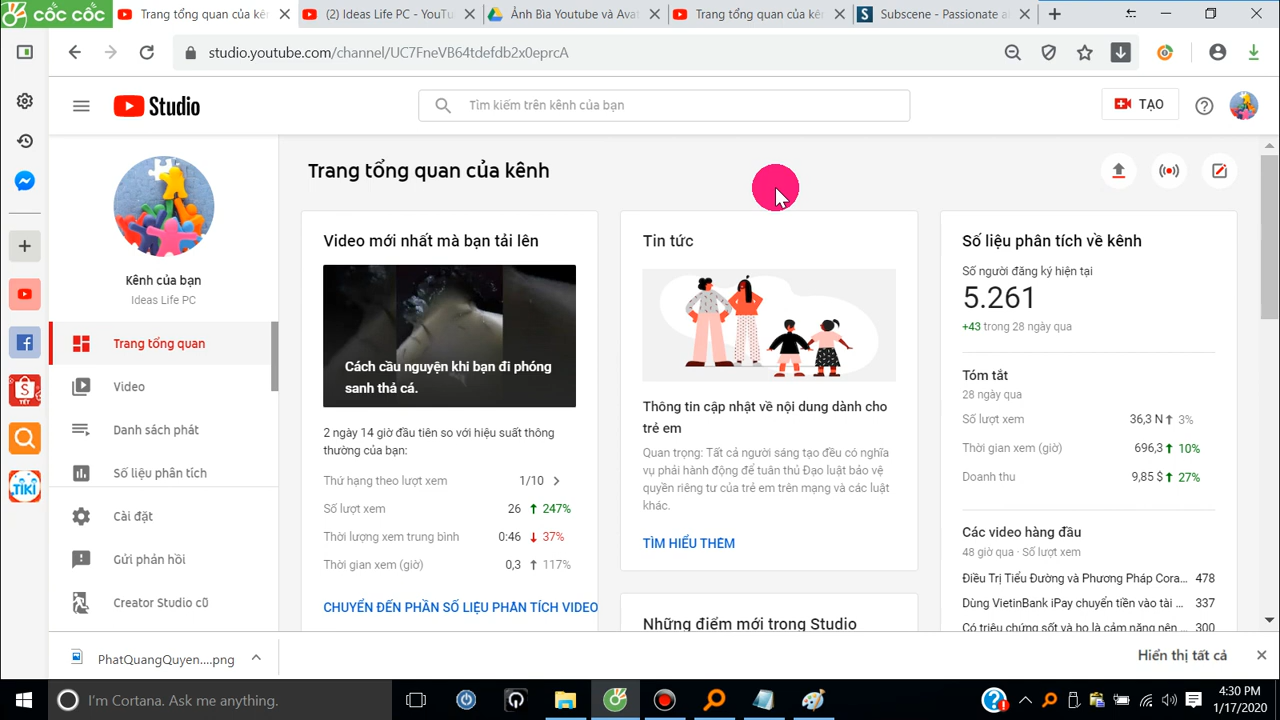 cốc cốc
Trang tổng quan của kên
(2) Ideas Life PC - YouT
Ảnh Bìa Youtube và Ava
Trang tổng quan của kên
Subscene - Passionate a
studio.youtube.com/channel/UC7FneVB64tdefdb2x0eprcA
Studio
Tìm kiếm trên kênh của bạn
TẠO
Kênh của bạn
Ideas Life PC
Trang tổng quan
Video
Danh sách phát
Số liệu phân tích
Cài đặt
Gửi phản hồi
Creator Studio cũ
Trang tổng quan của kênh
Video mới nhất mà bạn tải lên
Cách cầu nguyện khi bạn đi phóng
sanh thả cá.
2 ngày 14 giờ đầu tiên so với hiệu suất thông
thường của bạn:
Thứ hạng theo lượt xem 1/10
Số lượt xem 26 247%
Thời lượng xem trung bình 0:46 37%
Thời gian xem (giờ) 0,3 117%
CHUYỂN ĐẾN PHẦN SỐ LIỆU PHÂN TÍCH VIDEO
Tin tức
Thông tin cập nhật về nội dung dành cho
trẻ em
Quan trọng: Tất cả người sáng tạo đều có nghĩa
vụ phải hành động để tuân thủ Đạo luật bảo vệ
quyền riêng tư của trẻ em trên mạng và các luật
khác.
TÌM HIỂU THÊM
Những điểm mới trong Studio
Số liệu phân tích về kênh
Số người đăng ký hiện tại
5.261
+43 trong 28 ngày qua
Tóm tắt
28 ngày qua
Số lượt xem 36,3 N 3%
Thời gian xem (giờ) 696,3 10%
Doanh thu 9,85 $ 27%
Các video hàng đầu
48 giờ qua · Số lượt xem
Điều Trị Tiểu Đường và Phương Pháp Cora... 478
Dùng VietinBank iPay chuyển tiền vào tài ... 337
Có triệu chứng sốt và ho là cảm nặng nên ... 300
TẾT
TIKI
PhatQuangQuyen....png
Hiển thị tất cả
I'm Cortana. Ask me anything.
4:30 PM
1/17/2020